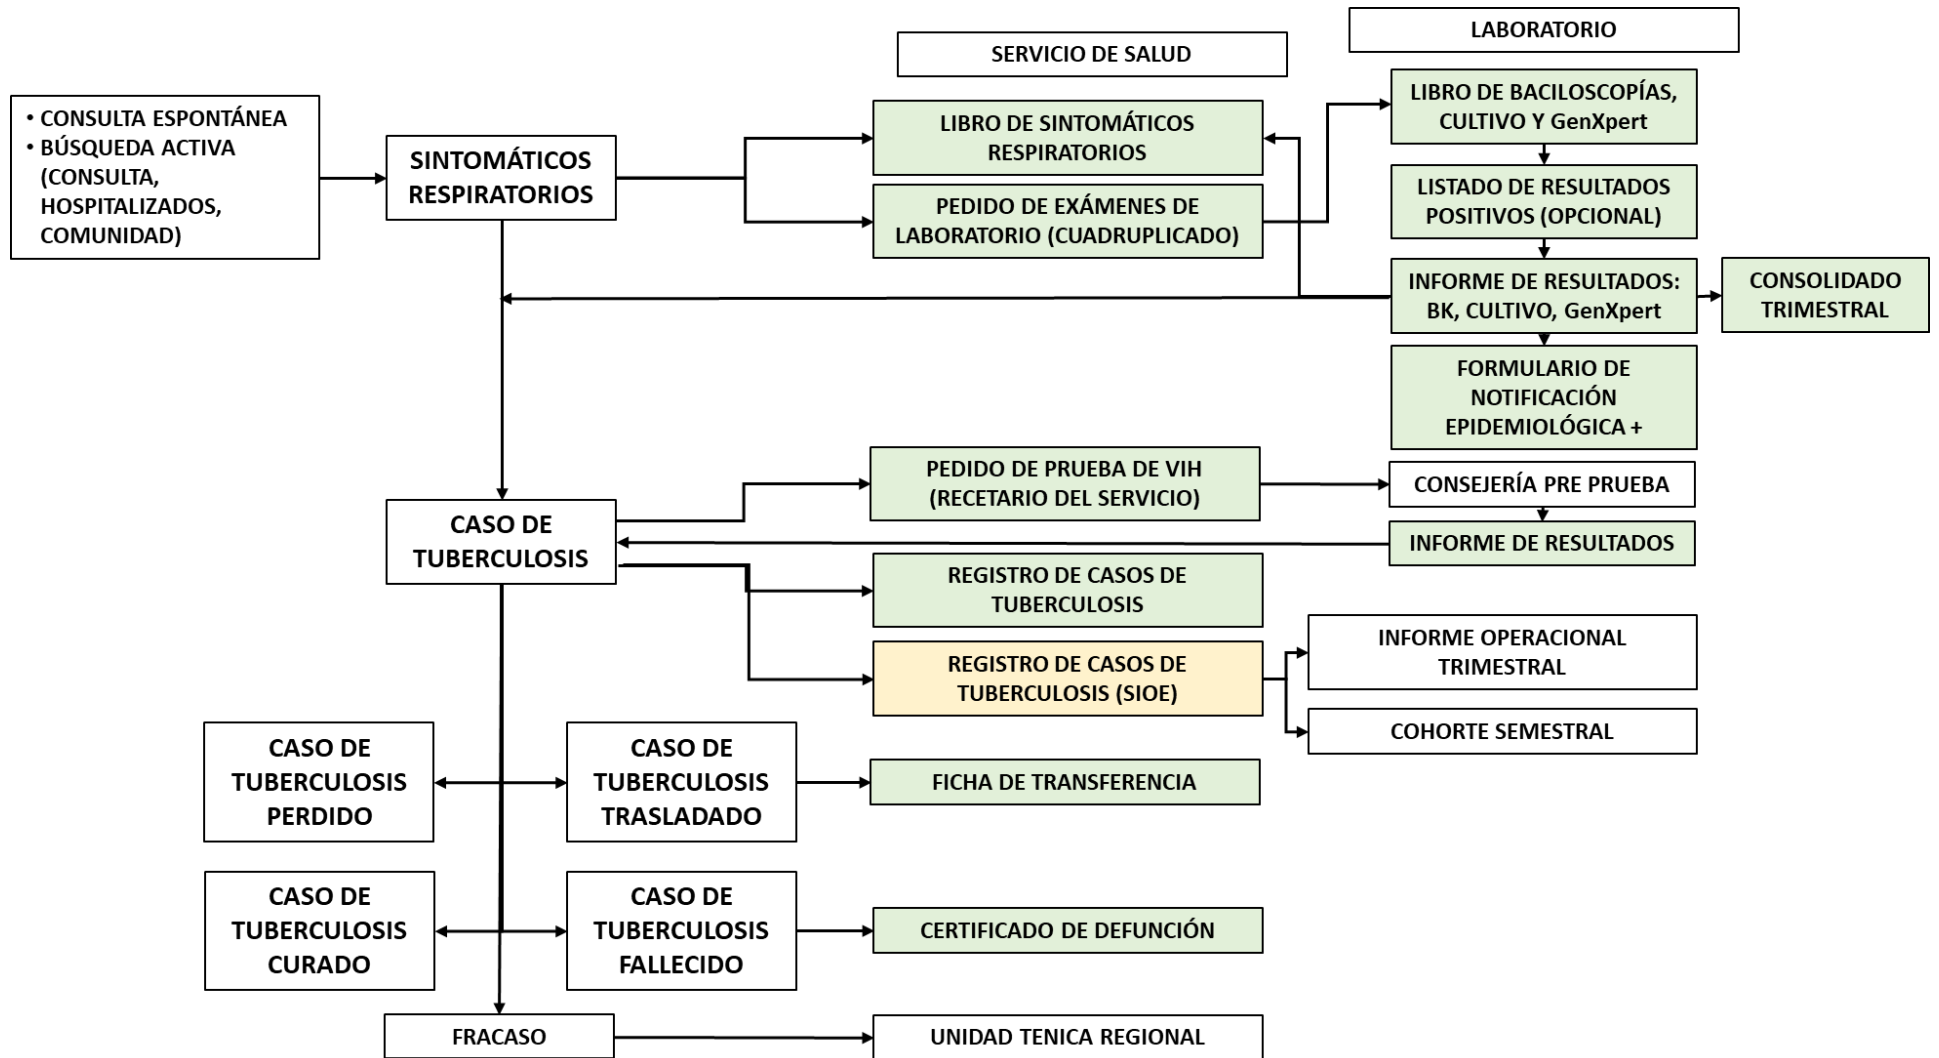 SERVICIO DE SALUD
LABORATORIO
• CONSULTA ESPONTÁNEA
• BÚSQUEDA ACTIVA
(CONSULTA,
HOSPITALIZADOS,
COMUNIDAD)
SINTOMÁTICOS
RESPIRATORIOS
LIBRO DE SINTOMÁTICOS
RESPIRATORIOS
PEDIDO DE EXÁMENES DE
LABORATORIO (CUADRUPLICADO)
LIBRO DE BACILOSCOPÍAS,
CULTIVO Y GenXpert
LISTADO DE RESULTADOS
POSITIVOS (OPCIONAL)
INFORME DE RESULTADOS:
BK, CULTIVO, GenXpert
CONSOLIDADO
TRIMESTRAL
FORMULARIO DE
NOTIFICACIÓN
EPIDEMIOLÓGICA +
CASO DE
TUBERCULOSIS
PEDIDO DE PRUEBA DE VIH
(RECETARIO DEL SERVICIO)
CONSEJERÍA PRE PRUEBA
INFORME DE RESULTADOS
REGISTRO DE CASOS DE
TUBERCULOSIS
REGISTRO DE CASOS DE
TUBERCULOSIS (SIOE)
INFORME OPERACIONAL
TRIMESTRAL
COHORTE SEMESTRAL
CASO DE
TUBERCULOSIS
PERDIDO
CASO DE
TUBERCULOSIS
TRASLADADO
FICHA DE TRANSFERENCIA
CASO DE
TUBERCULOSIS
CURADO
CASO DE
TUBERCULOSIS
FALLECIDO
CERTIFICADO DE DEFUNCIÓN
FRACASO
UNIDAD TENICA REGIONAL